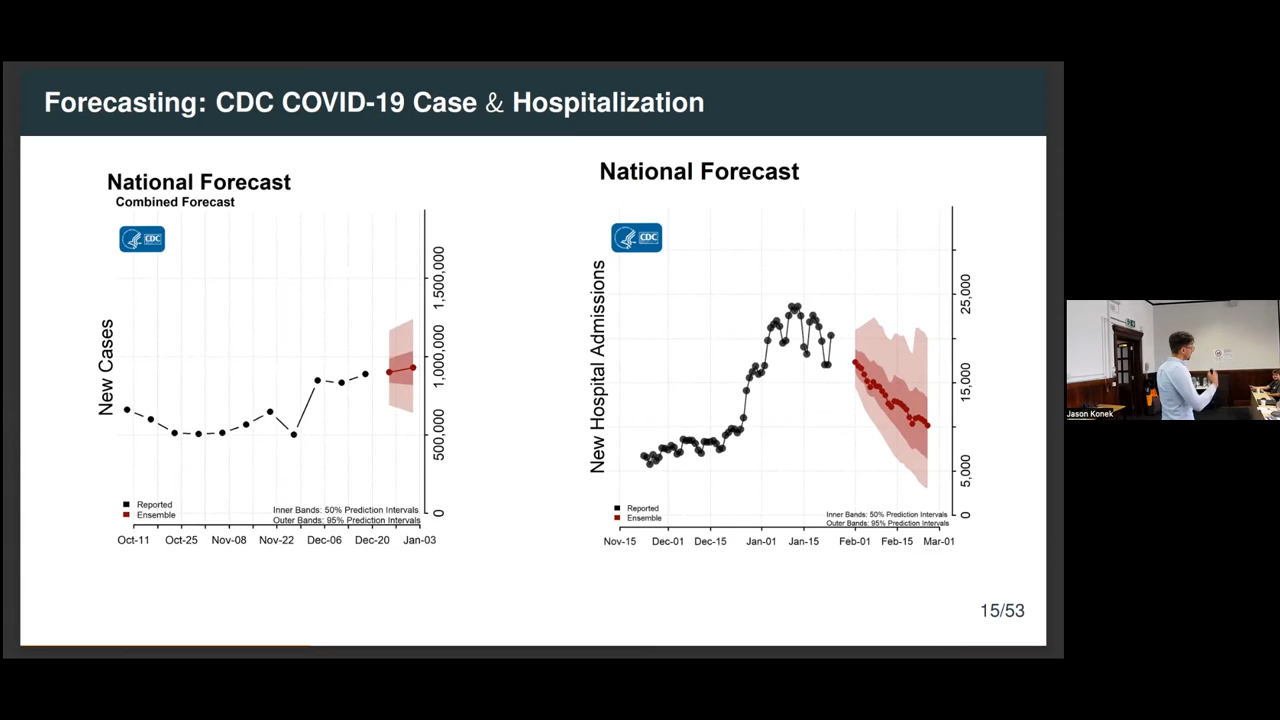 Forecasting: CDC COVID-19 Case & Hospitalization
National Forecast
Combined Forecast
CDC
New Cases
1,500,000
1,000,000
500,000
0
Reported
Ensemble
Inner Bands: 50% Prediction Intervals
Outer Bands: 95% Prediction Intervals
Oct-11 Oct-25 Nov-08 Nov-22 Dec-06 Dec-20 Jan-03
National Forecast
CDC
New Hospital Admissions
25,000
15,000
5,000
0
Reported
Ensemble
Inner Bands: 50% Prediction Intervals
Outer Bands: 95% Prediction Intervals
Nov-15 Dec-01 Dec-15 Jan-01 Jan-15 Feb-01 Feb-15 Mar-01
15/53
Jason Konek